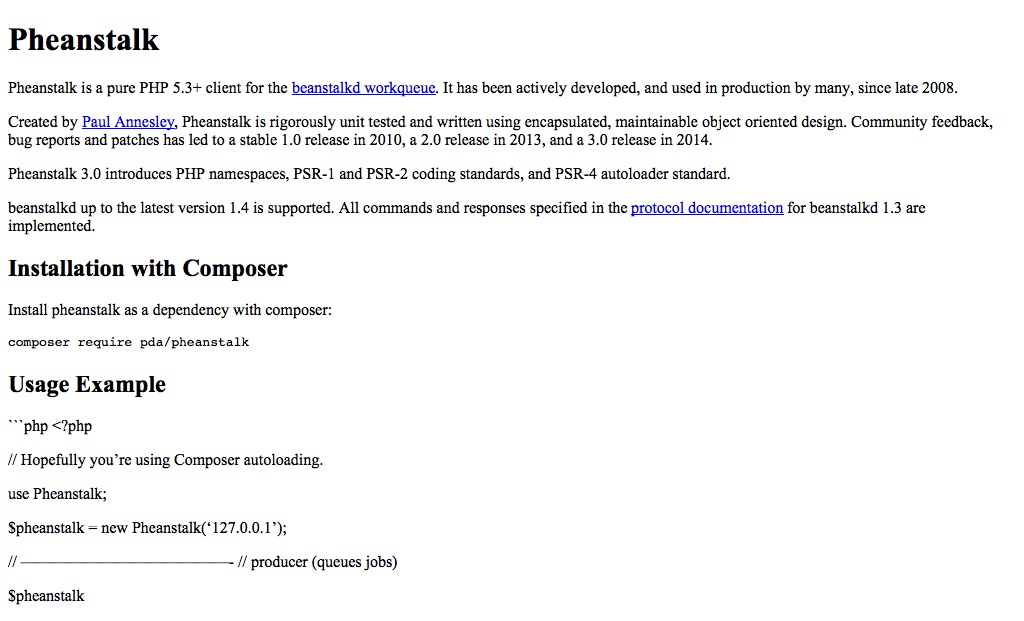 Pheanstalk
Pheanstalk is a pure PHP 5.3+ client for the beanstalkd workqueue. It has been actively developed, and used in production by many, since late 2008.
Created by Paul Annesley, Pheanstalk is rigorously unit tested and written using encapsulated, maintainable object oriented design. Community feedback,
bug reports and patches has led to a stable 1.0 release in 2010, a 2.0 release in 2013, and a 3.0 release in 2014.
Pheanstalk 3.0 introduces PHP namespaces, PSR-1 and PSR-2 coding standards, and PSR-4 autoloader standard.
beanstalkd up to the latest version 1.4 is supported. All commands and responses specified in the protocol documentation for beanstalkd 1.3 are
implemented.
Installation with Composer
Install pheanstalk as a dependency with composer:
composer require pda/pheanstalk
Usage Example
```php <?php
// Hopefully you’re using Composer autoloading.
use Pheanstalk;
$pheanstalk = new Pheanstalk(‘127.0.0.1’);
// —————————————- // producer (queues jobs)
$pheanstalk